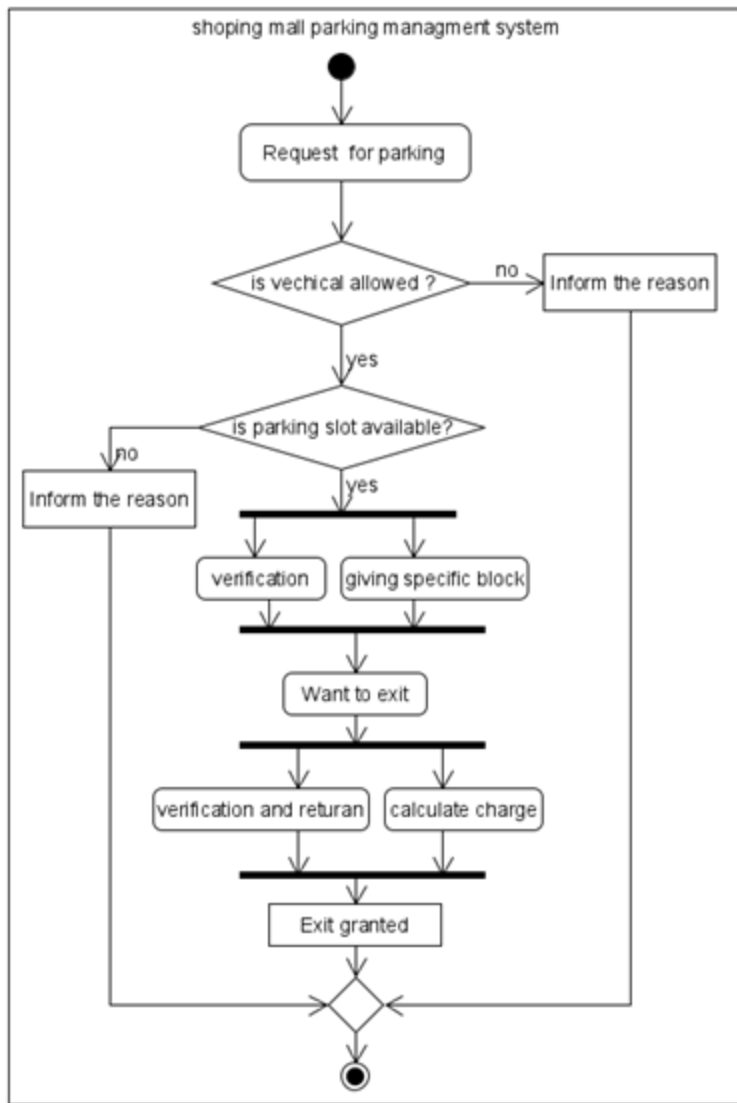 shoping mall parking managment system
Request for parking
is vechical allowed ?
no
Inform the reason
yes
is parking slot available?
no
Inform the reason
yes
verification
giving specific block
Want to exit
verification and returan
calculate charge
Exit granted